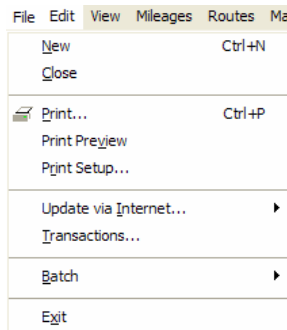 File Edit View Mileages Routes Ma
New Ctrl+N
Close
Print... Ctrl+P
Print Preview
Print Setup...
Update via Internet...
Transactions...
Batch
Exit